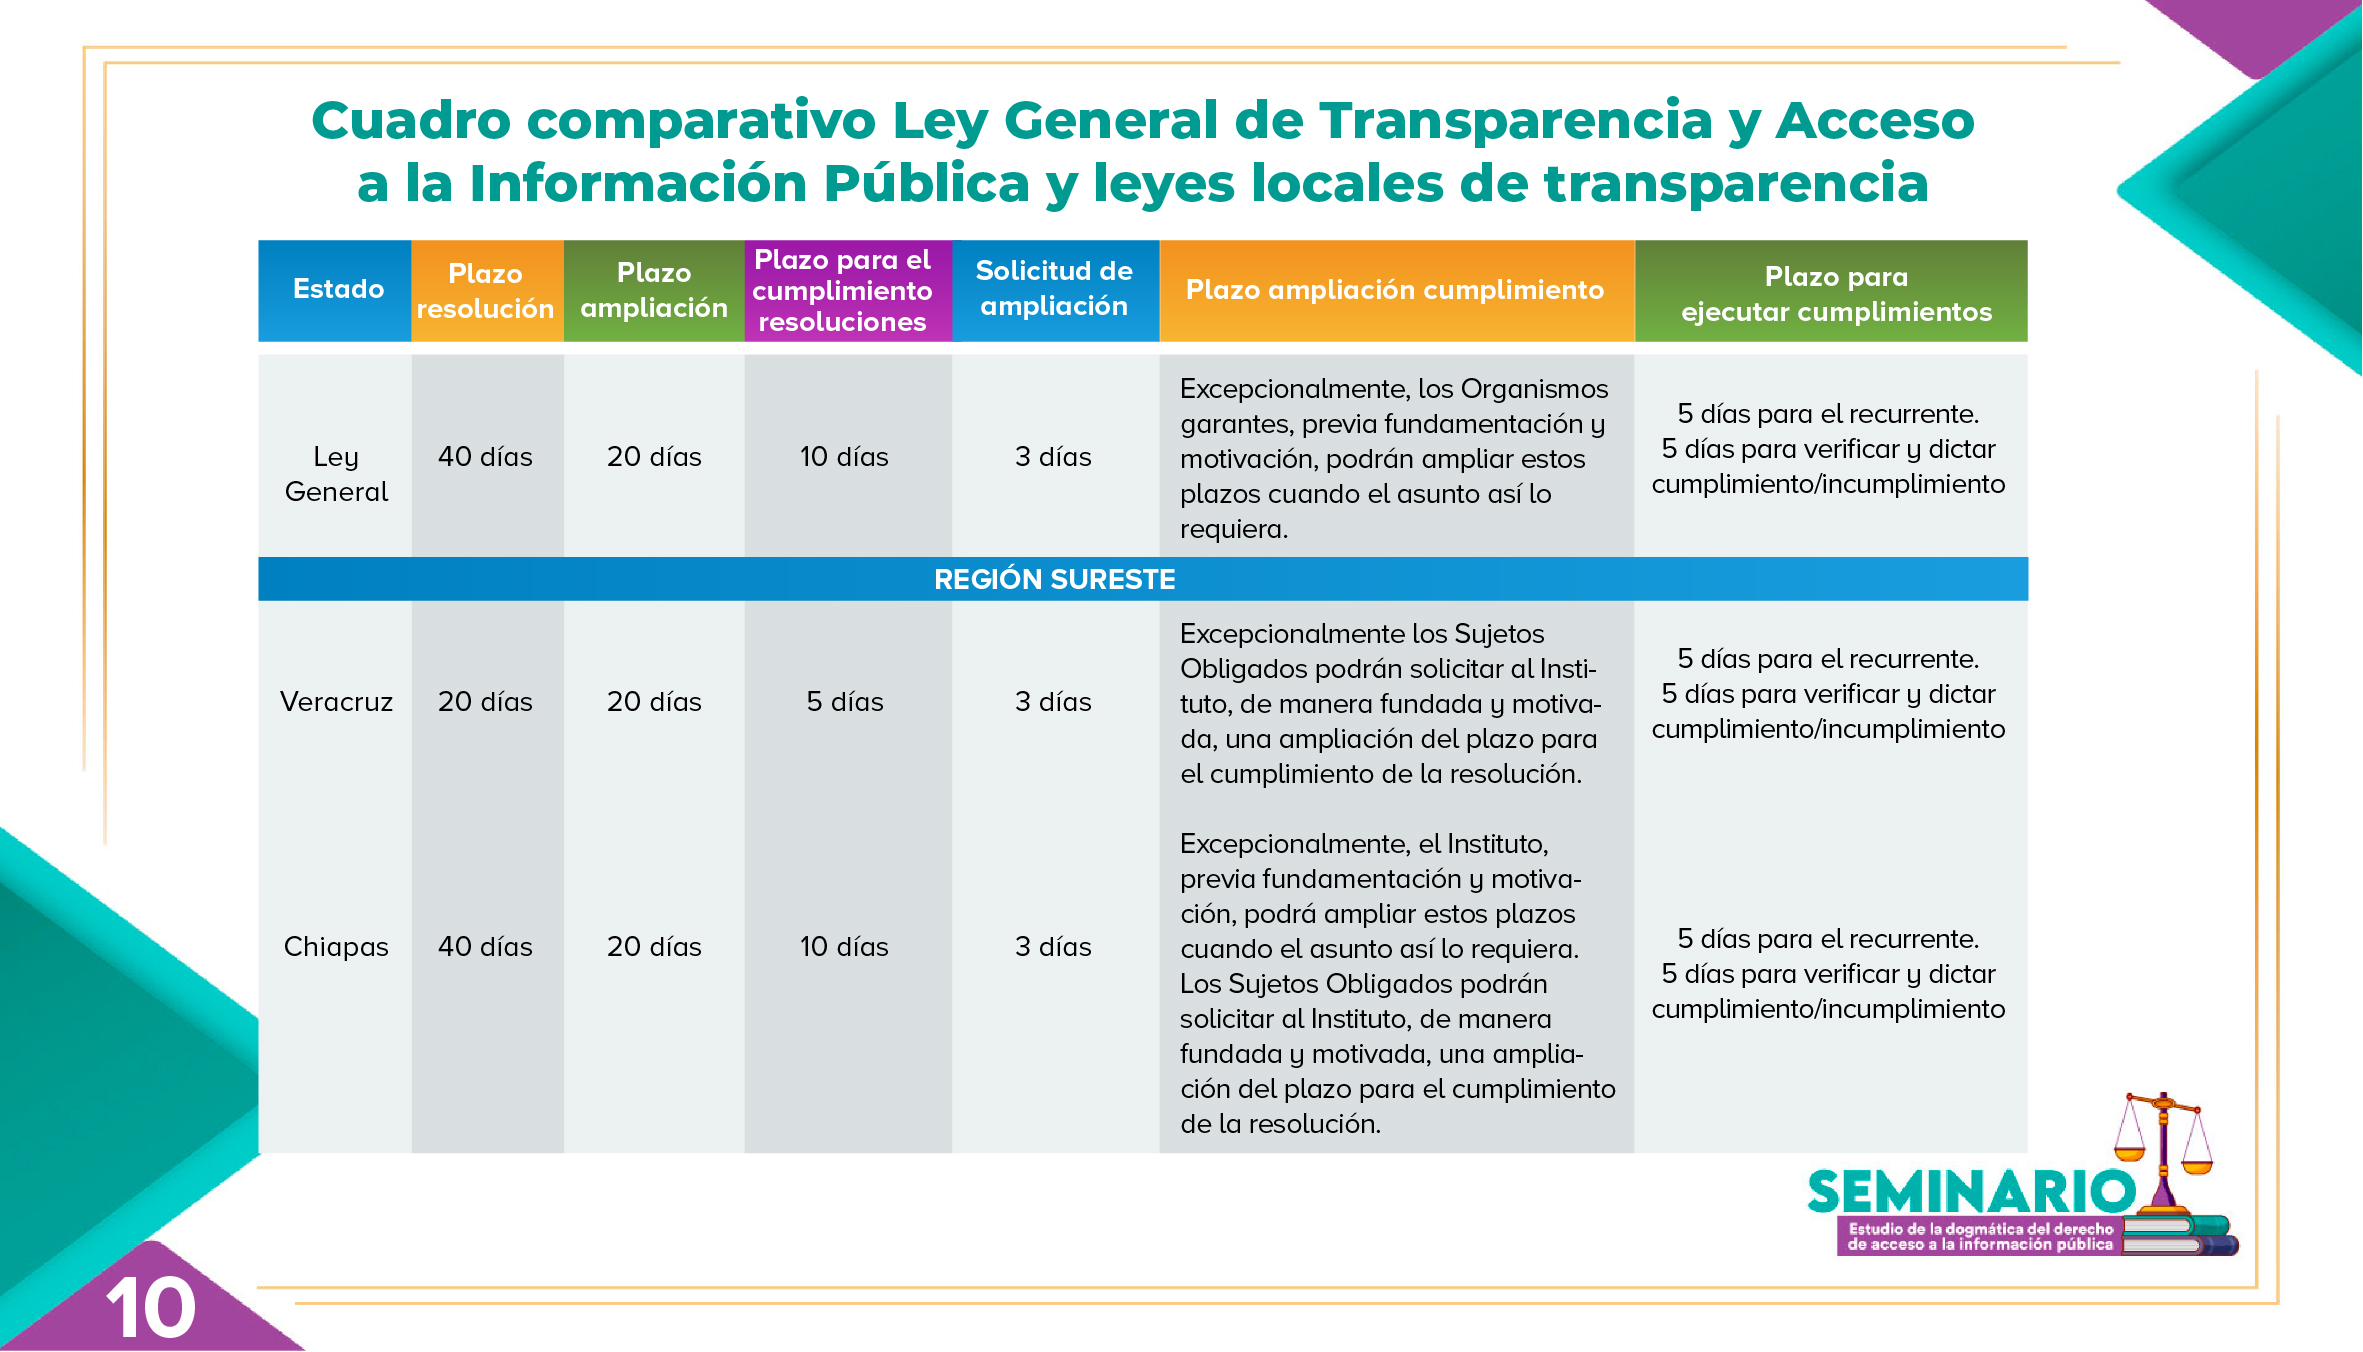 Cuadro comparativo Ley General de Transparencia y Acceso
a la Información Pública y leyes locales de transparencia
Estado
Plazo
resolución
Plazo
ampliación
Plazo para el
cumplimiento
resoluciones
Solicitud de
ampliación
Plazo ampliación cumplimiento
Plazo para
ejecutar cumplimientos
Ley
General
40 días
20 días
10 días
3 días
Excepcionalmente, los Organismos
garantes, previa fundamentación y
motivación, podrán ampliar estos
plazos cuando el asunto así lo
requiera.
5 días para el recurrente.
5 días para verificar y dictar
cumplimiento/incumplimiento
REGIÓN SURESTE
Veracruz
20 días
20 días
5 días
3 días
Excepcionalmente los Sujetos
Obligados podrán solicitar al Insti-
tuto, de manera fundada y motiva-
da, una ampliación del plazo para
el cumplimiento de la resolución.
5 días para el recurrente.
5 días para verificar y dictar
cumplimiento/incumplimiento
Chiapas
40 días
20 días
10 días
3 días
Excepcionalmente, el Instituto,
previa fundamentación y motiva-
ción, podrá ampliar estos plazos
cuando el asunto así lo requiera.
Los Sujetos Obligados podrán
solicitar al Instituto, de manera
fundada y motivada, una amplia-
ción del plazo para el cumplimiento
de la resolución.
5 días para el recurrente.
5 días para verificar y dictar
cumplimiento/incumplimiento
SEMINARIO
Estudio de la dogmática del derecho
de acceso a la información pública
10